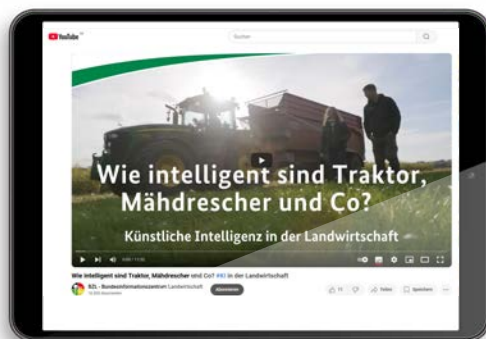 YouTube
Suchen
Wie intelligent sind Traktor,
Mähdrescher und Co?
Künstliche Intelligenz in der Landwirtschaft
Wie intelligent sind Traktor, Mähdrescher und Co? #KI in der Landwirtschaft
BZL - Bundesinformationszentrum Landwirtschaft
Abonnieren
11
Teilen
Speichern